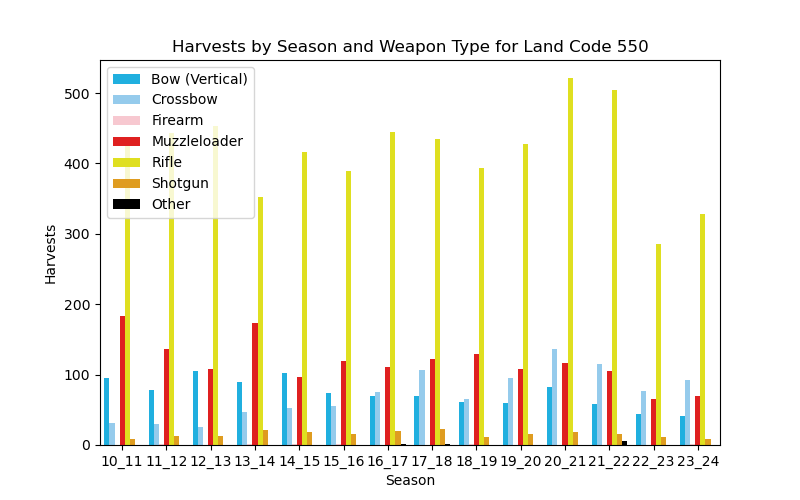 Harvests by Season and Weapon Type for Land Code 550
Bow (Vertical)
Crossbow
Firearm
Muzzleloader
Rifle
Shotgun
Other
500
400
300
200
100
0
Harvests
10_11 11_12 12_13 13_14 14_15 15_16 16_17 17_18 18_19 19_20 20_21 21_22 22_23 23_24
Season